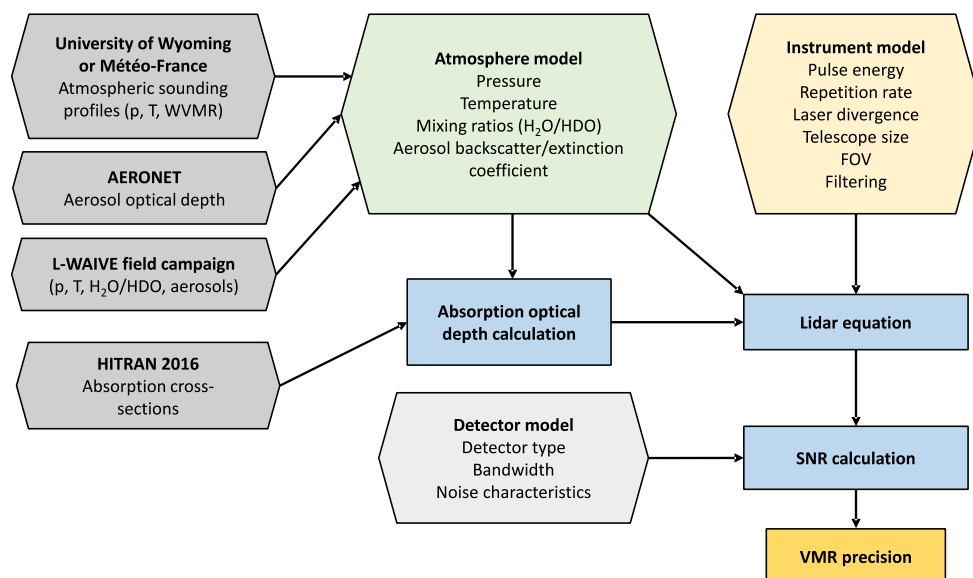 University of Wyoming
or Météo-France
Atmospheric sounding
profiles (p, T, WVMR)
AERONET
Aerosol optical depth
L-WAIVE field campaign
(p, T, H₂O/HDO, aerosols)
HITRAN 2016
Absorption cross-
sections
Atmosphere model
Pressure
Temperature
Mixing ratios (H₂O/HDO)
Aerosol backscatter/extinction
coefficient
Instrument model
Pulse energy
Repetition rate
Laser divergence
Telescope size
FOV
Filtering
Absorption optical
depth calculation
Lidar equation
Detector model
Detector type
Bandwidth
Noise characteristics
SNR calculation
VMR precision